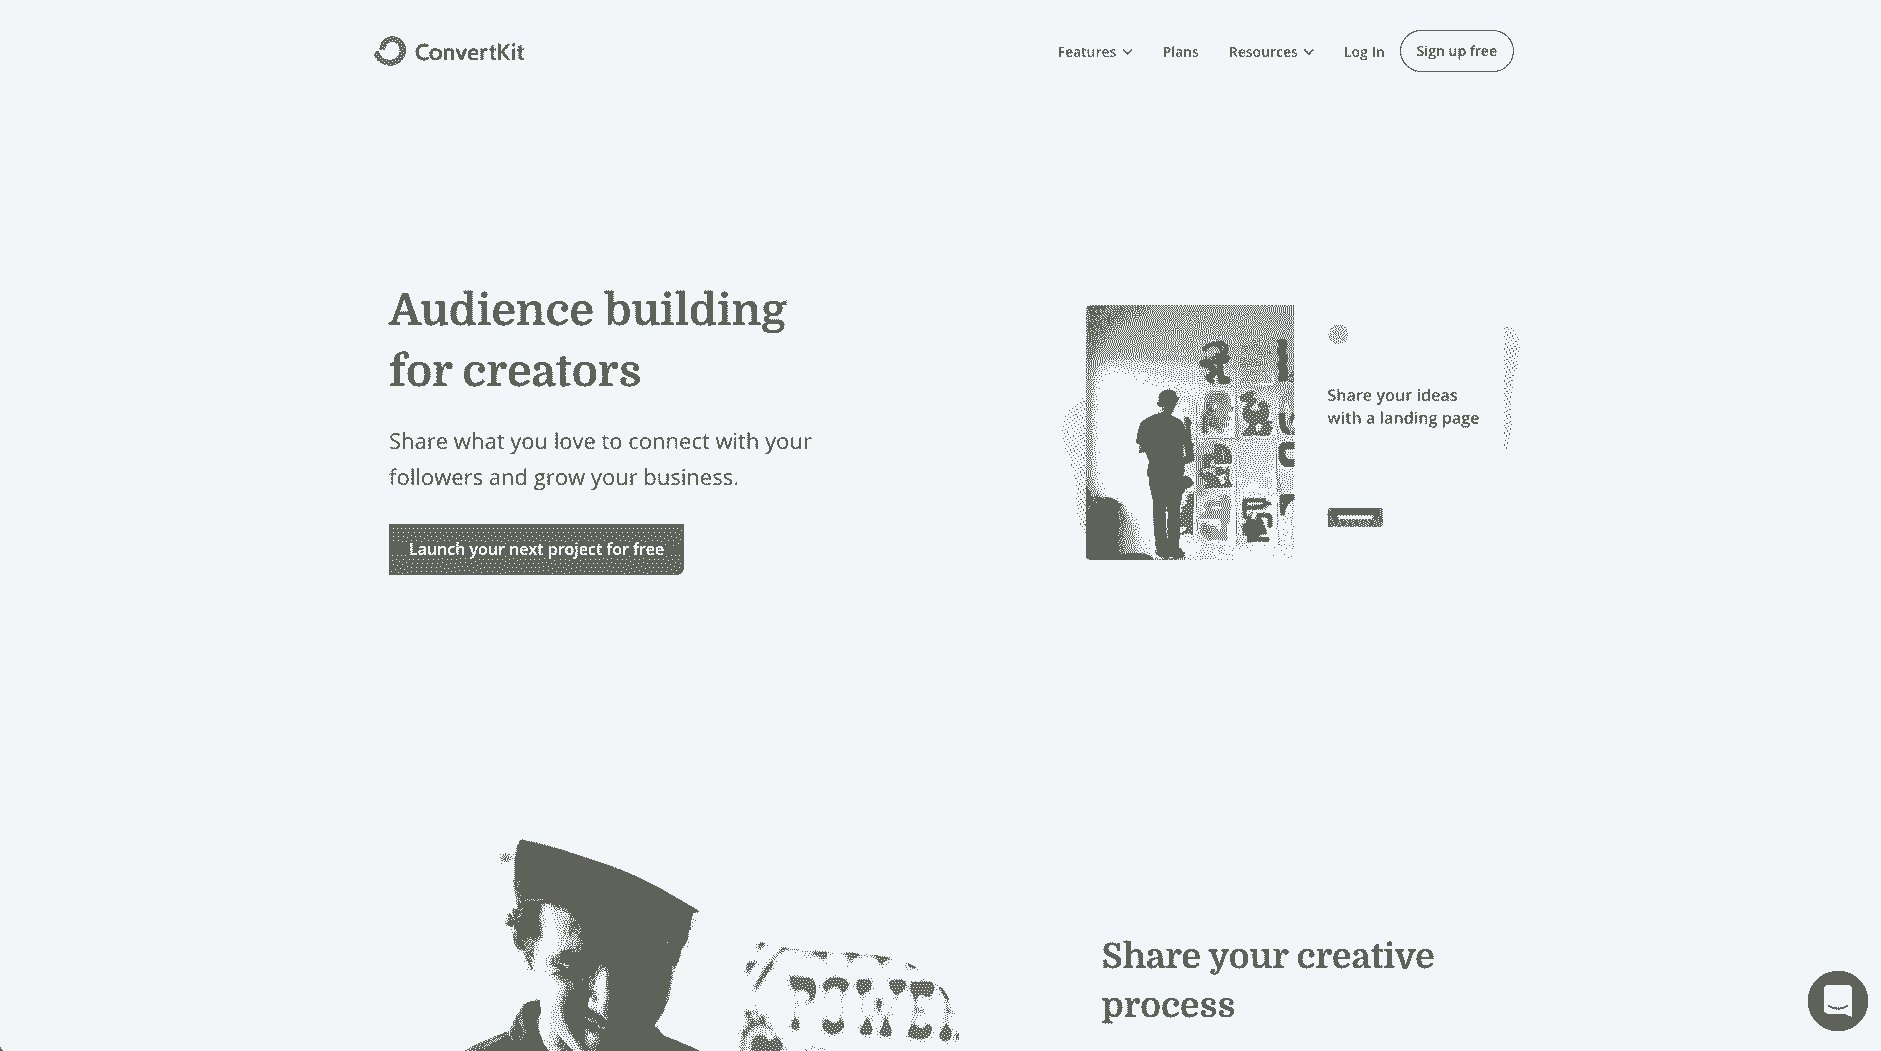 ConvertKit
Features
Plans
Resources
Log In
Sign up free
Audience building
for creators
Share what you love to connect with your
followers and grow your business.
Launch your next project for free
Share your ideas
with a landing page
POWER
Share your creative
process